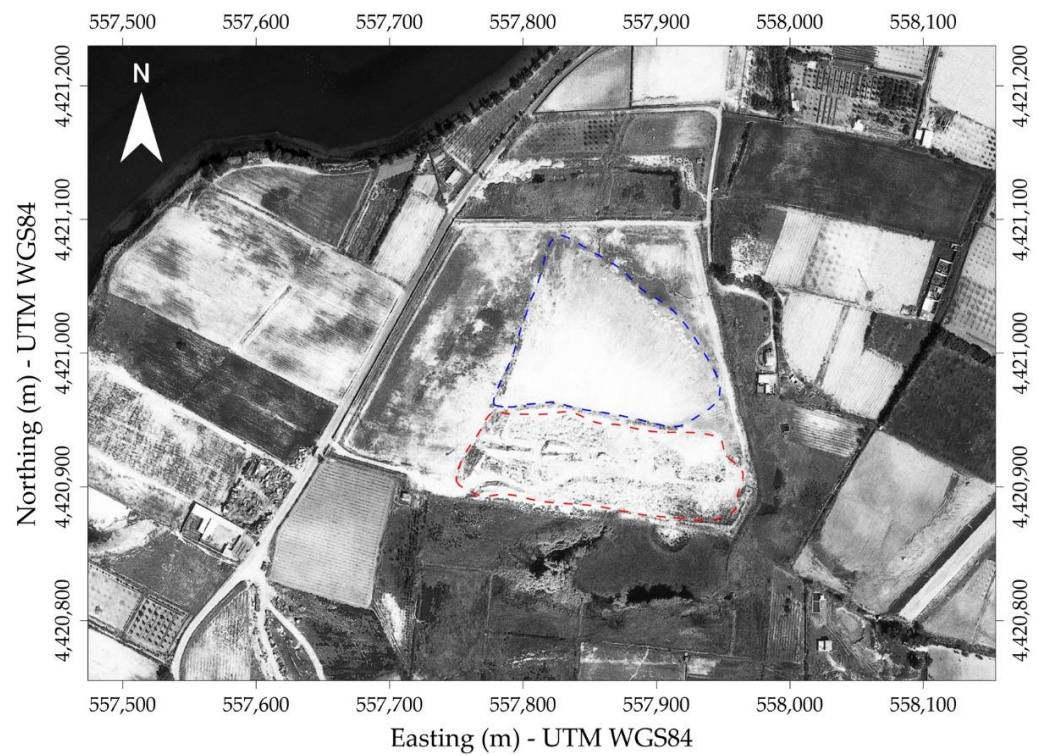 557,500 557,600 557,700 557,800 557,900 558,000 558,100
N
4,421,200 4,421,200
4,421,100 4,421,100
4,421,000 4,421,000
4,420,900 4,420,900
4,420,800 4,420,800
Northing (m) - UTM WGS84
557,500 557,600 557,700 557,800 557,900 558,000 558,100
Easting (m) - UTM WGS84